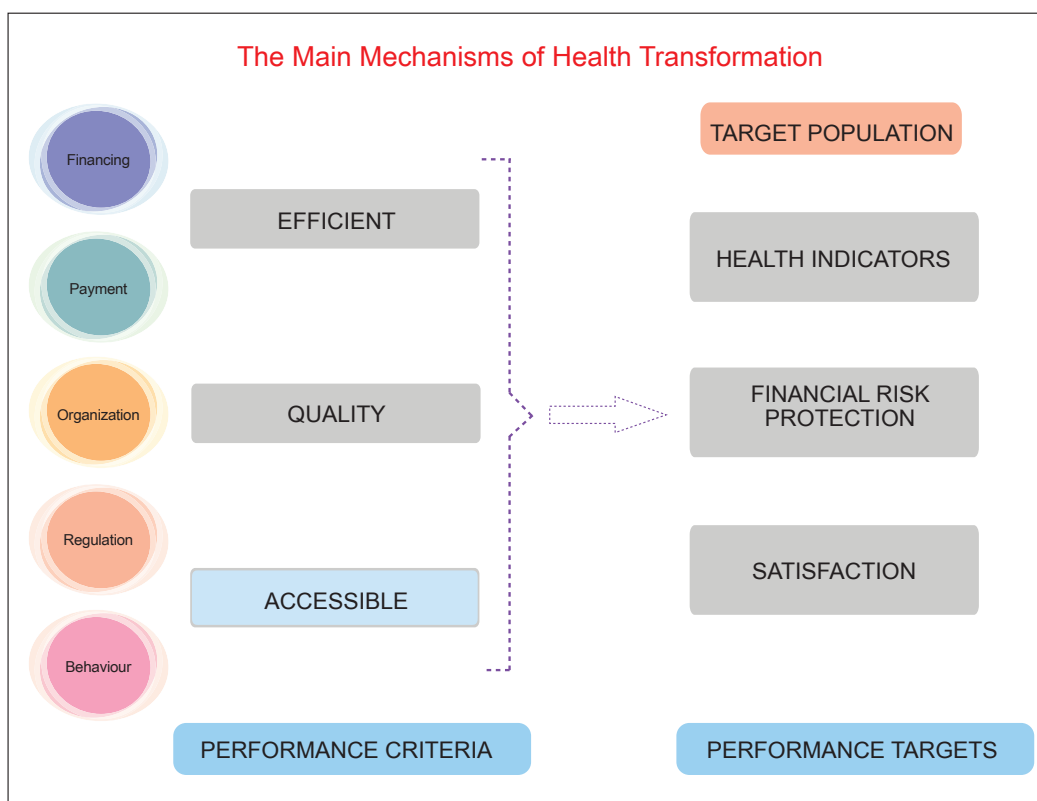 The Main Mechanisms of Health Transformation
Financing
Payment
Organization
Regulation
Behaviour
EFFICIENT
QUALITY
ACCESSIBLE
PERFORMANCE CRITERIA
TARGET POPULATION
HEALTH INDICATORS
FINANCIAL RISK
PROTECTION
SATISFACTION
PERFORMANCE TARGETS